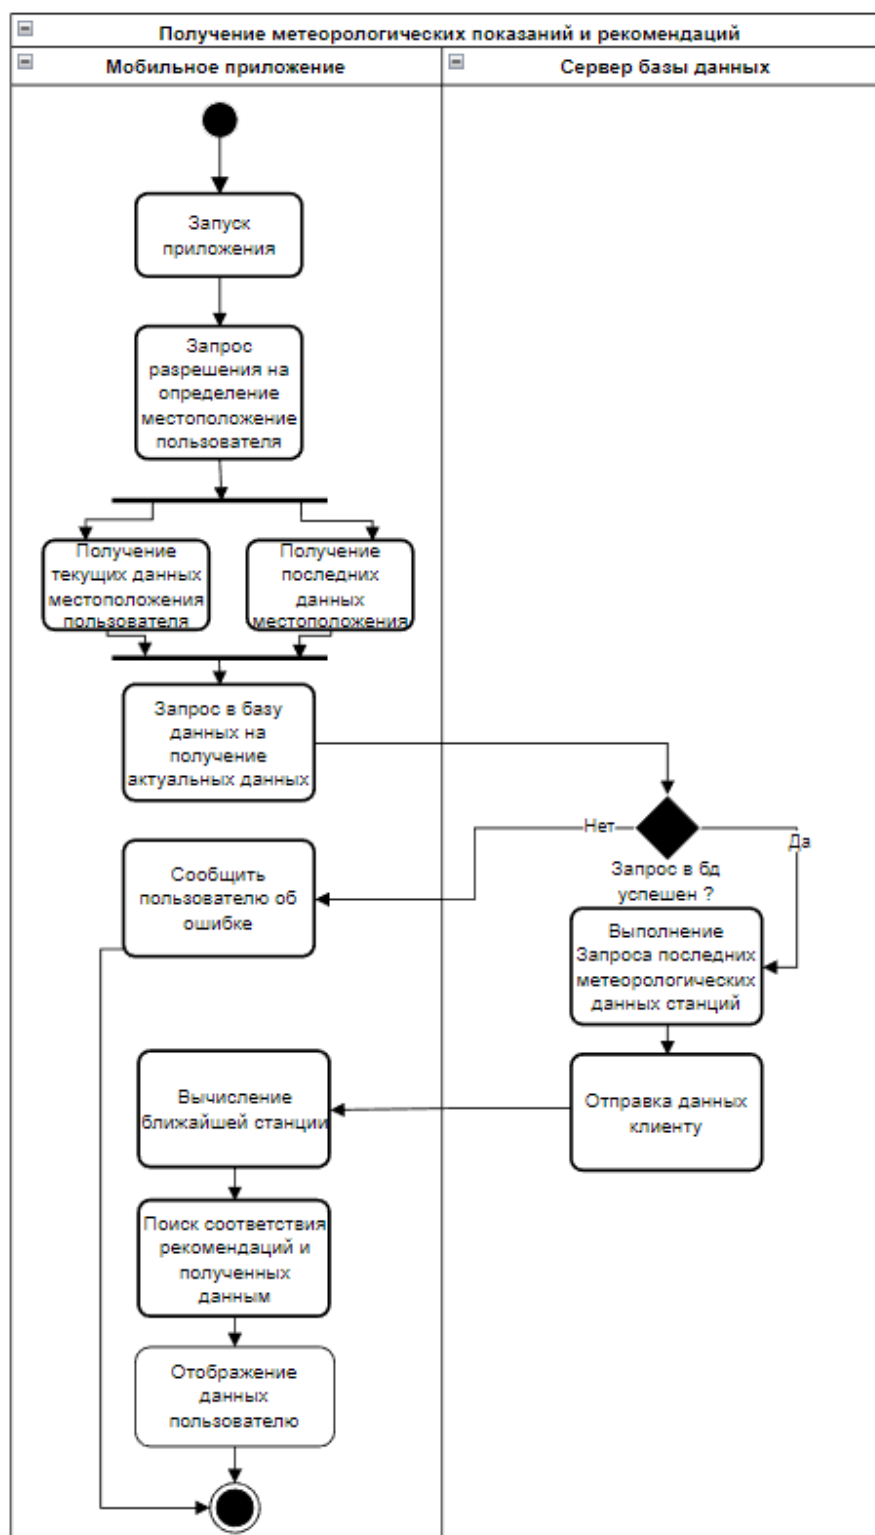 Получение метеорологических показаний и рекомендаций
Мобильное приложение
Сервер базы данных
Запуск
приложения
Запрос
разрешения на
определение
местоположение
пользователя
Получение
текущих данных
местоположения
пользователя
Получение
последних
данных
местоположения
Запрос в базу
данных на
получение
актуальных данных
Нет
Да
Запрос в бд
успешен ?
Сообщить
пользователю об
ошибке
Выполнение
Запроса последних
метеорологических
данных станций
Отправка данных
клиенту
Вычисление
ближайшей станции
Поиск соответствия
рекомендаций и
полученных
данным
Отображение
данных
пользователю